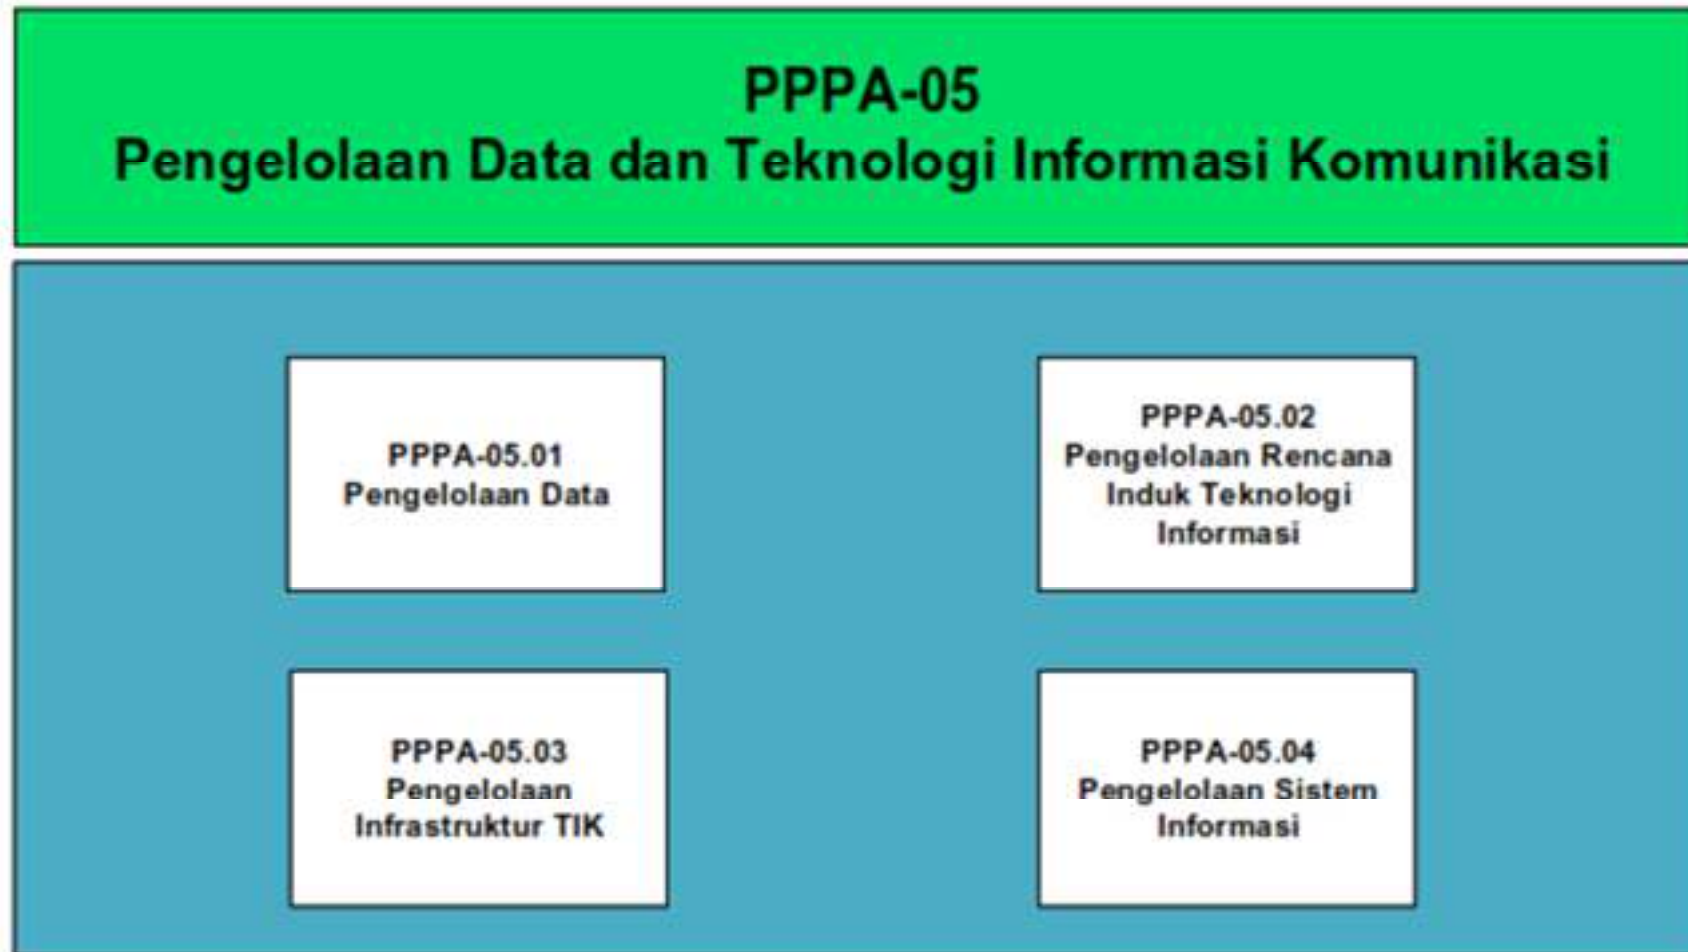 PPPA-05
Pengelolaan Data dan Teknologi Informasi Komunikasi
PPPA-05.01
Pengelolaan Data
PPPA-05.02
Pengelolaan Rencana
Induk Teknologi
Informasi
PPPA-05.03
Pengelolaan
Infrastruktur TIK
PPPA-05.04
Pengelolaan Sistem
Informasi